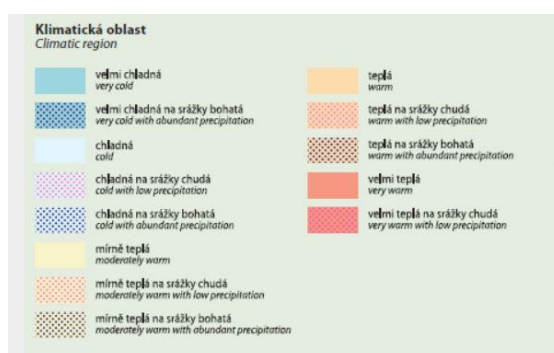 Klimatická oblast
Climatic region
velmi chladná
very cold
velmi chladná na srážky bohatá
very cold with abundant precipitation
chladná
cold
chladná na srážky chudá
cold with low precipitation
chladná na srážky bohatá
cold with abundant precipitation
mírně teplá
moderately warm
mírně teplá na srážky chudá
moderately warm with low precipitation
mírně teplá na srážky bohatá
moderately warm with abundant precipitation
teplá
warm
teplá na srážky chudá
warm with low precipitation
teplá na srážky bohatá
warm with abundant precipitation
velmi teplá
very warm
velmi teplá na srážky chudá
very warm with low precipitation